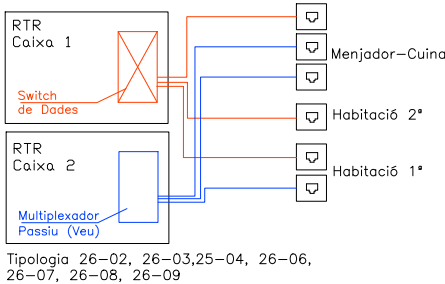 RTR
Caixa 1
Switch
de Dades
Menjador-Cuina
Habitació 2ª
RTR
Caixa 2
Habitació 1ª
Multiplexador
Passiu (Veu)
Tipologia 26-02, 26-03,25-04, 26-06,
26-07, 26-08, 26-09